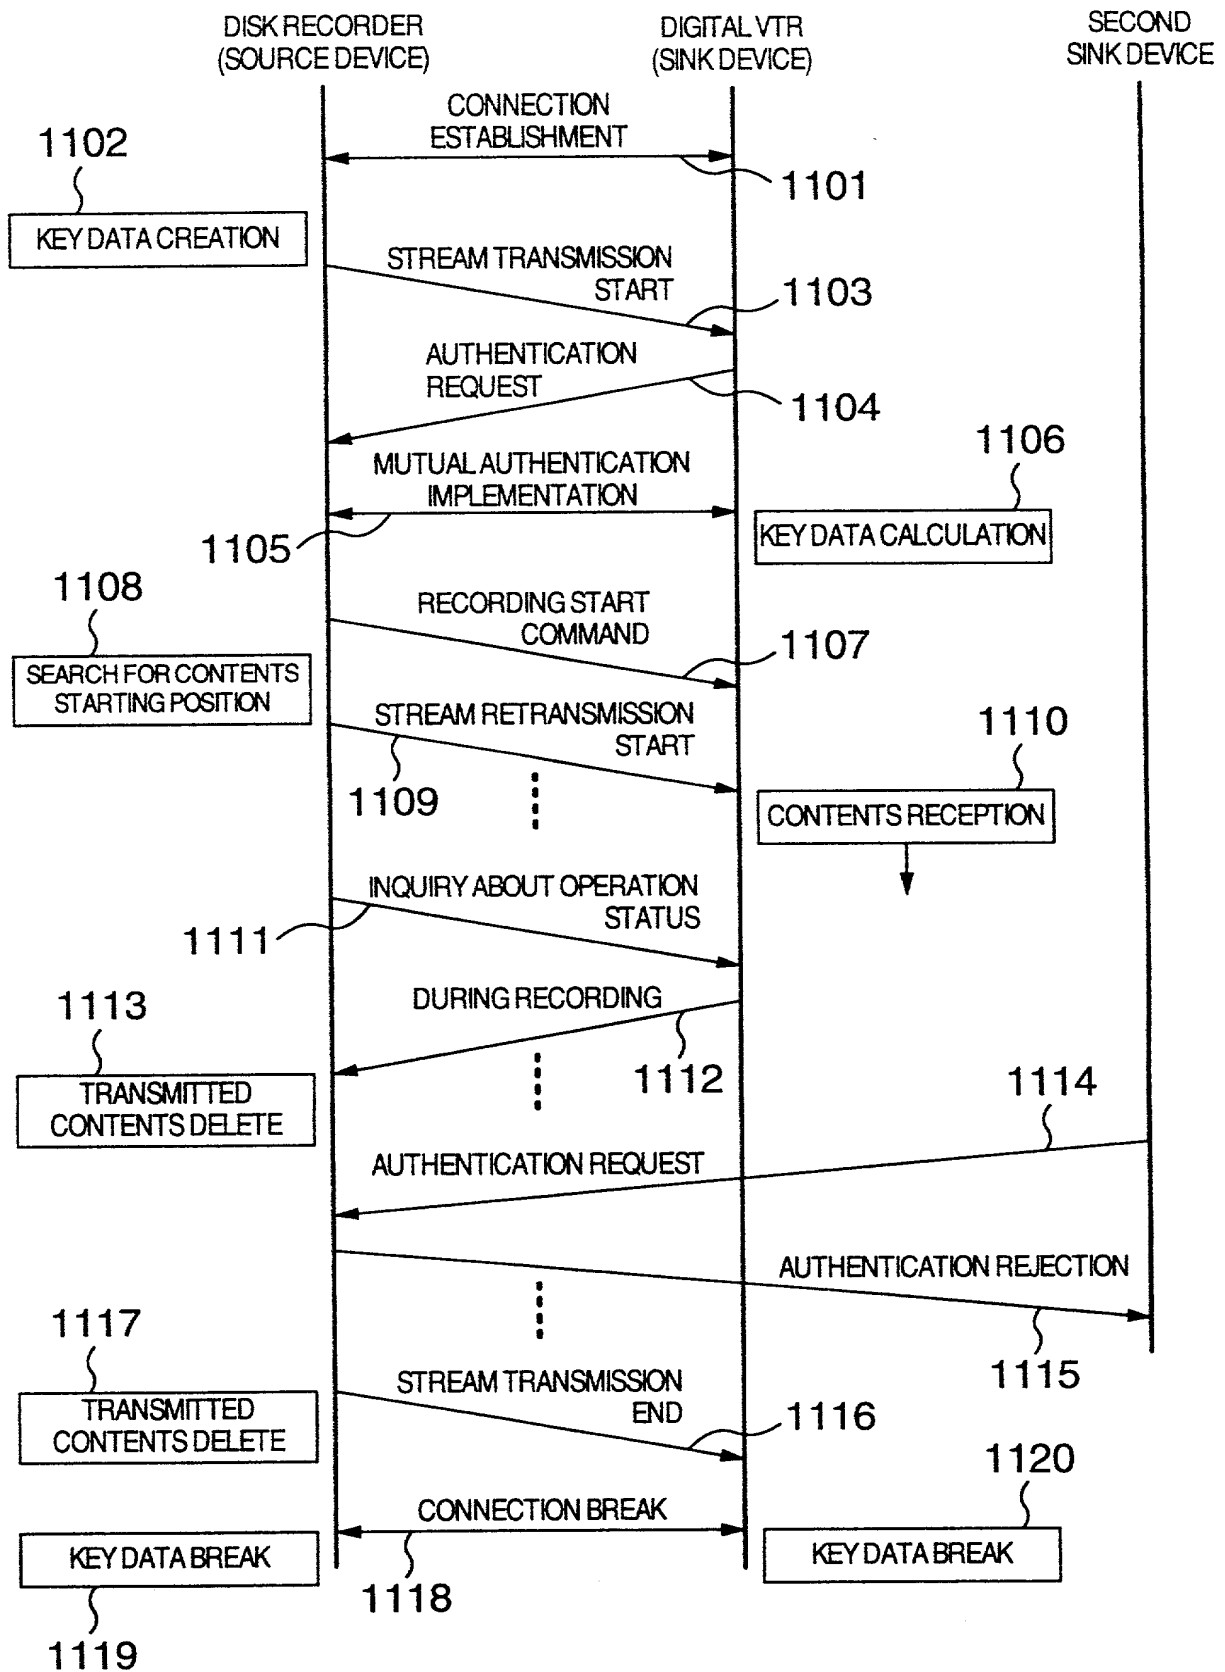 DISK RECORDER
(SOURCE DEVICE)
DIGITAL VTR
(SINK DEVICE)
SECOND
SINK DEVICE
CONNECTION
ESTABLISHMENT
1101
1102
KEY DATA CREATION
STREAM TRANSMISSION
START
1103
AUTHENTICATION
REQUEST
1104
MUTUAL AUTHENTICATION
IMPLEMENTATION
1105
1106
KEY DATA CALCULATION
RECORDING START
COMMAND
1107
1108
SEARCH FOR CONTENTS
STARTING POSITION
STREAM RETRANSMISSION
START
1109
1110
CONTENTS RECEPTION
INQUIRY ABOUT OPERATION
STATUS
1111
DURING RECORDING
1112
1113
TRANSMITTED
CONTENTS DELETE
1114
AUTHENTICATION REQUEST
AUTHENTICATION REJECTION
1115
STREAM TRANSMISSION
END
1116
1117
TRANSMITTED
CONTENTS DELETE
CONNECTION BREAK
1118
KEY DATA BREAK
1119
1120
KEY DATA BREAK